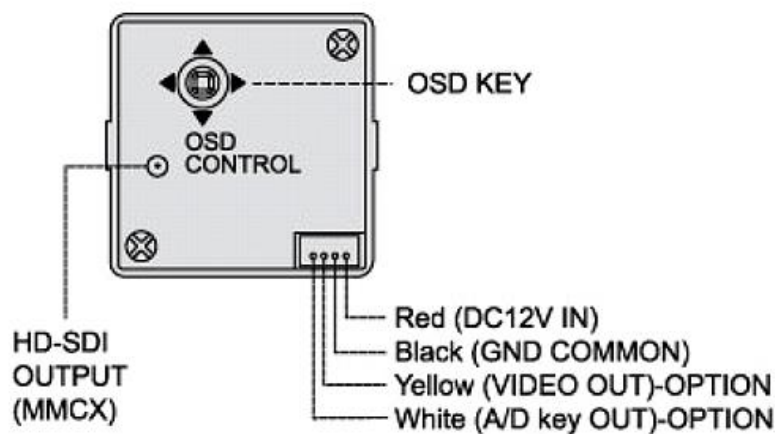 OSD KEY
OSD
CONTROL
HD-SDI
OUTPUT
(MMCX)
Red (DC12V IN)
Black (GND COMMON)
Yellow (VIDEO OUT)-OPTION
White (A/D key OUT)-OPTION